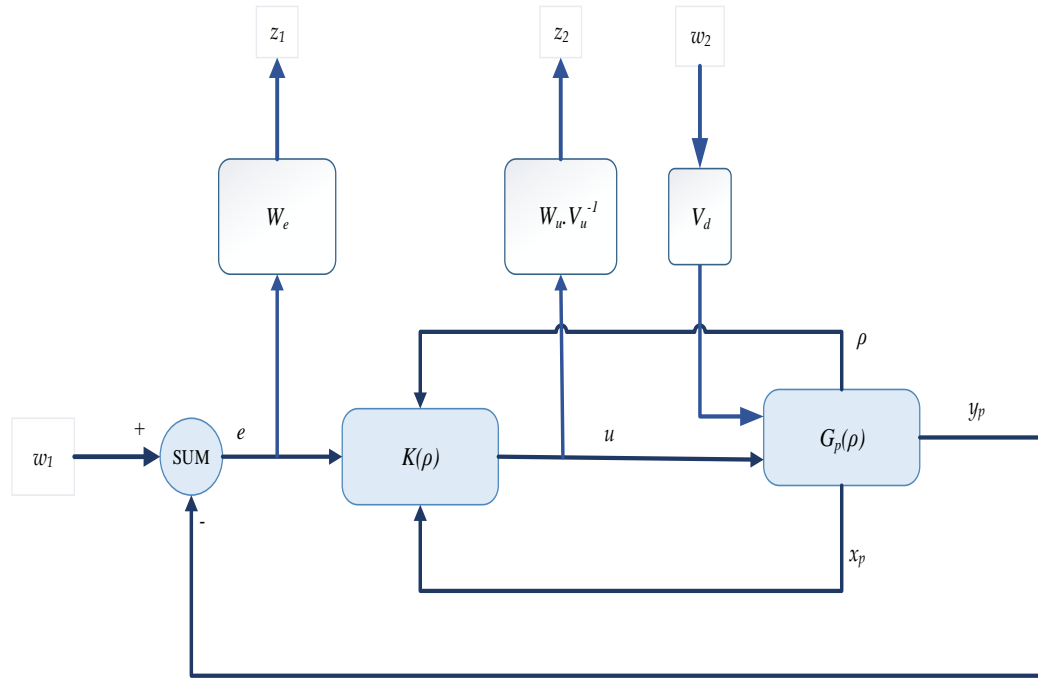 z1
z2
w2
We
Wu.Vu-1
Vd
ρ
+
e
w1
SUM
K(ρ)
u
Gp(ρ)
yp
-
xp